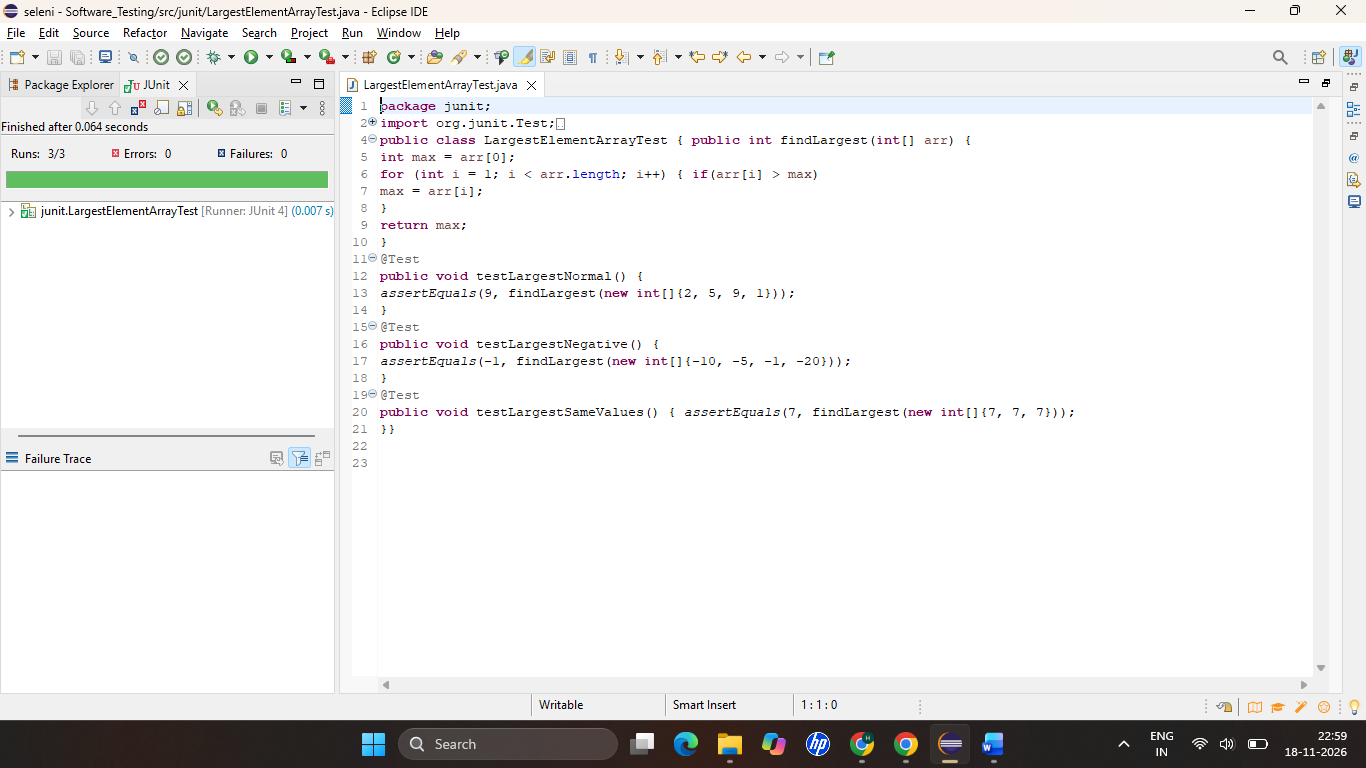 seleni - Software_Testing/src/junit/LargestElementArrayTest.java - Eclipse IDE
File Edit Source Refactor Navigate Search Project Run Window Help
Package Explorer JUnit
Finished after 0.064 seconds
Runs: 3/3 Errors: 0 Failures: 0
junit.LargestElementArrayTest [Runner: JUnit 4] (0.007 s)
Failure Trace
LargestElementArrayTest.java
1 package junit;
2 import org.junit.Test;
4 public class LargestElementArrayTest { public int findLargest(int[] arr) {
5 int max = arr[0];
6 for (int i = 1; i < arr.length; i++) { if(arr[i] > max)
7 max = arr[i];
8 }
9 return max;
10 }
11 @Test
12 public void testLargestNormal() {
13 assertEquals(9, findLargest(new int[]{2, 5, 9, 1}));
14 }
15 @Test
16 public void testLargestNegative() {
17 assertEquals(-1, findLargest(new int[]{-10, -5, -1, -20}));
18 }
19 @Test
20 public void testLargestSameValues() { assertEquals(7, findLargest(new int[]{7, 7, 7}));
21 }}
22
23
Writable Smart Insert 1 : 1 : 0
Search
ENG
IN
22:59
18-11-2026